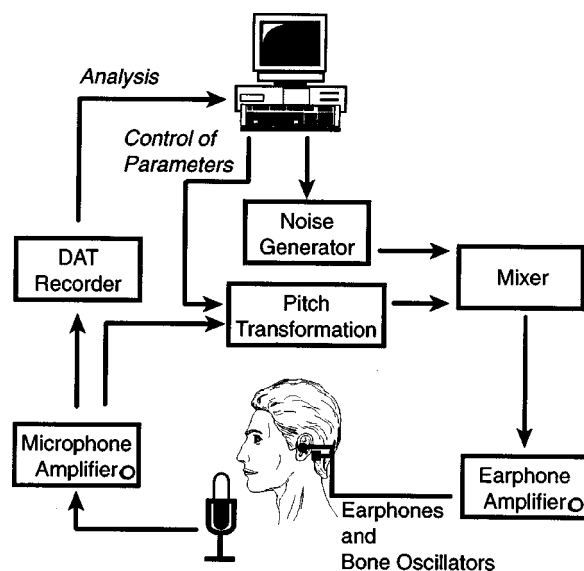 Analysis
Control of
Parameters
Noise
Generator
DAT
Recorder
Mixer
Pitch
Transformation
Microphone
Amplifier
Earphone
Amplifier
Earphones
and
Bone Oscillators